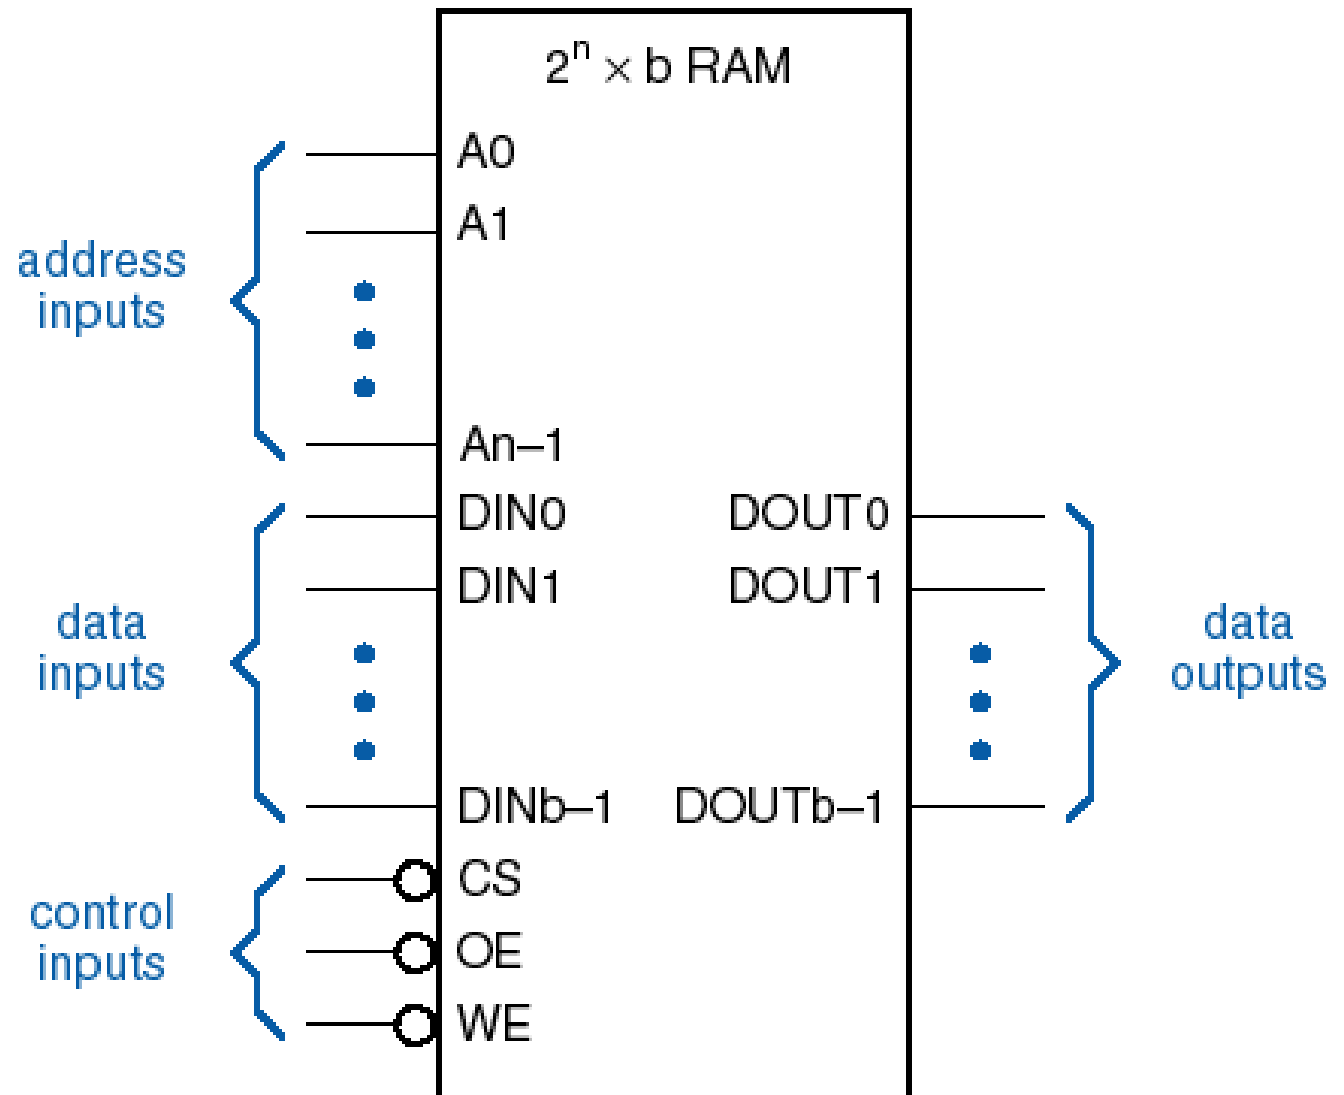 2ⁿ × b RAM
address
inputs
A0
A1
An–1
data
inputs
DIN0
DIN1
DINb–1
DOUT0
DOUT1
DOUTb–1
data
outputs
control
inputs
CS
OE
WE